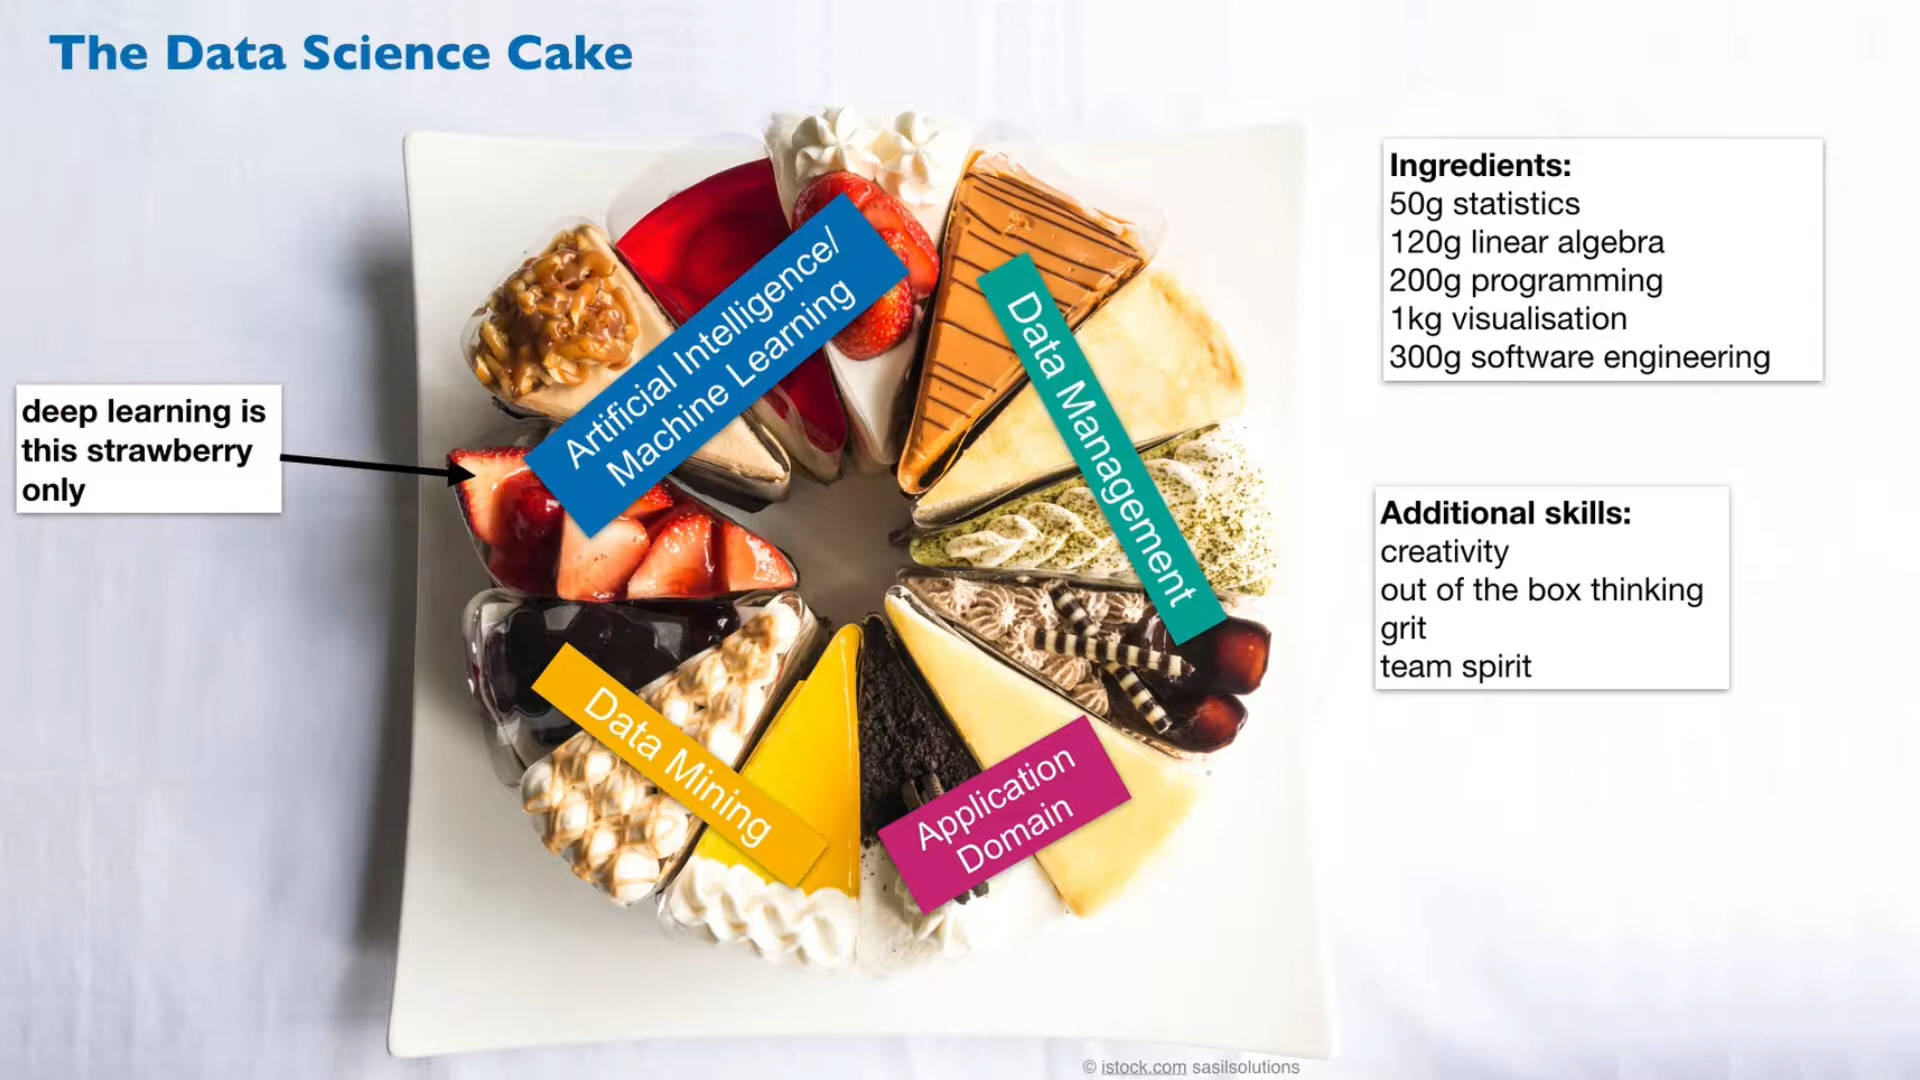 The Data Science Cake
deep learning is
this strawberry
only
Artificial Intelligence/
Machine Learning
Data Management
Data Mining
Application
Domain
Ingredients:
50g statistics
120g linear algebra
200g programming
1kg visualisation
300g software engineering
Additional skills:
creativity
out of the box thinking
grit
team spirit
© istock.com sasilsolutions